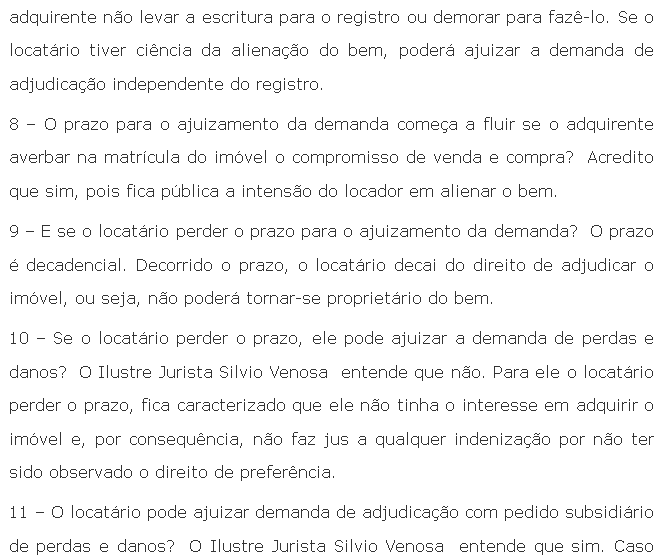 adquirente não levar a escritura para o registro ou demorar para fazê-lo. Se o
locatário tiver ciência da alienação do bem, poderá ajuizar a demanda de
adjudicação independente do registro.
8 – O prazo para o ajuizamento da demanda começa a fluir se o adquirente
averbar na matrícula do imóvel o compromisso de venda e compra? Acredito
que sim, pois fica pública a intensão do locador em alienar o bem.
9 – E se o locatário perder o prazo para o ajuizamento da demanda? O prazo
é decadencial. Decorrido o prazo, o locatário decai do direito de adjudicar o
imóvel, ou seja, não poderá tornar-se proprietário do bem.
10 – Se o locatário perder o prazo, ele pode ajuizar a demanda de perdas e
danos? O Ilustre Jurista Silvio Venosa entende que não. Para ele o locatário
perder o prazo, fica caracterizado que ele não tinha o interesse em adquirir o
imóvel e, por consequência, não faz jus a qualquer indenização por não ter
sido observado o direito de preferência.
11 – O locatário pode ajuizar demanda de adjudicação com pedido subsidiário
de perdas e danos? O Ilustre Jurista Silvio Venosa entende que sim. Caso